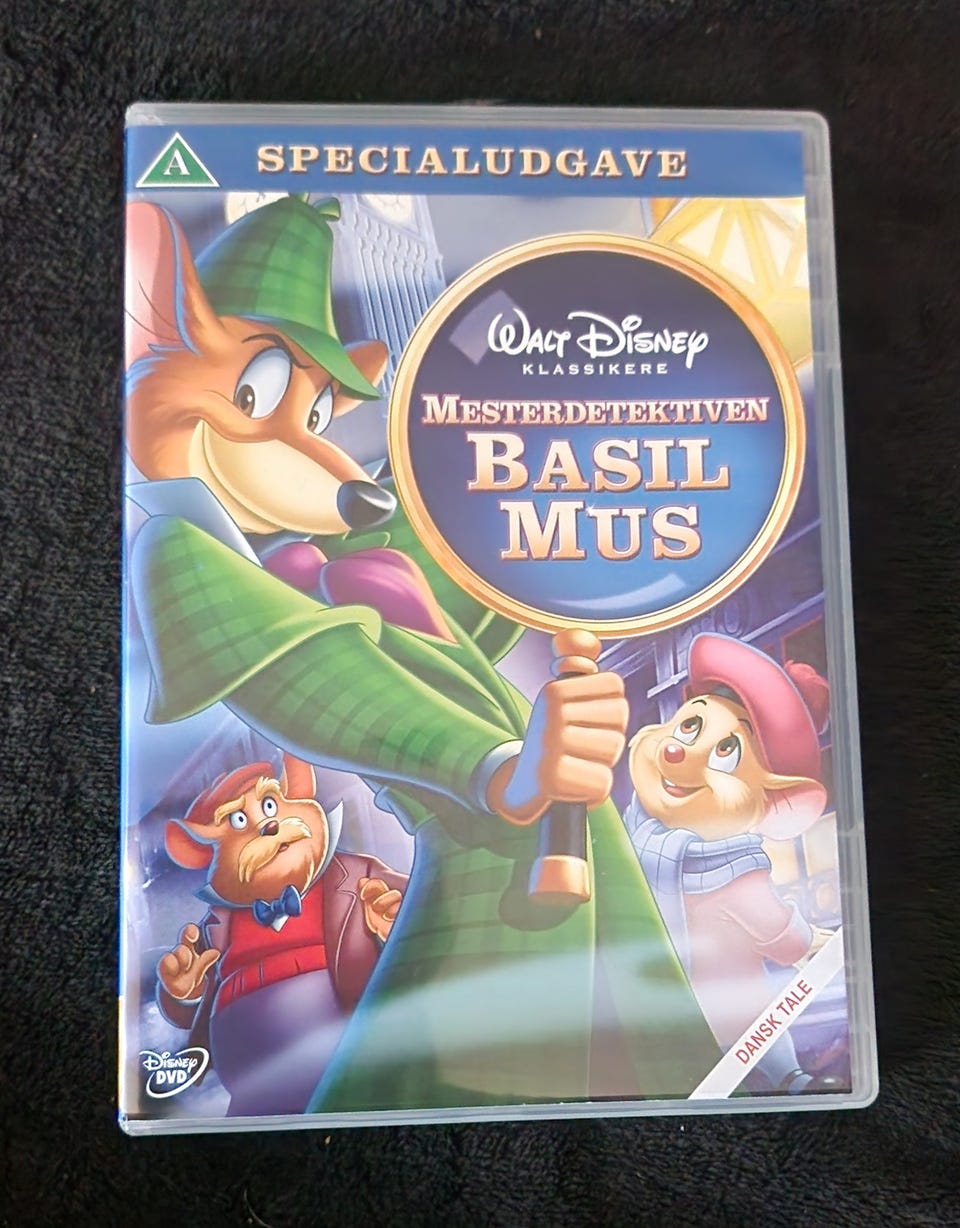 A
SPECIALUDGAVE
WALT DISNEY
KLASSIKERE
MESTERDETEKTIVEN
BASIL
MUS
DANSK TALE
DISNEY
DVD